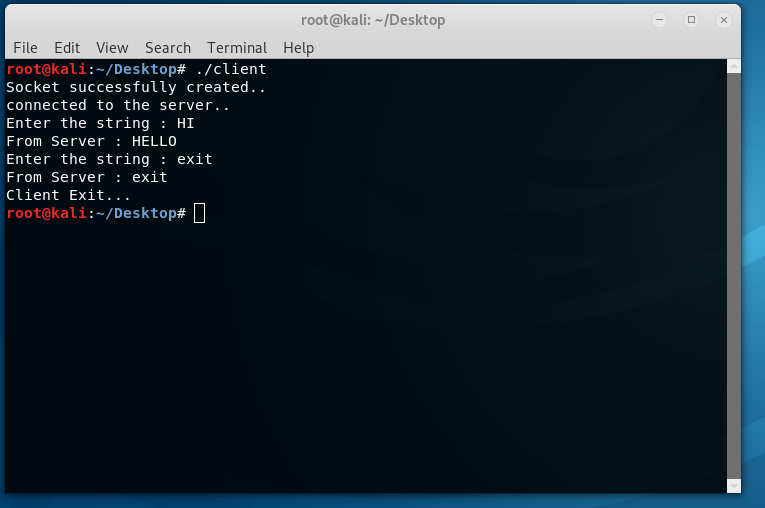 root@kali: ~/Desktop
File Edit View Search Terminal Help
root@kali:~/Desktop# ./client
Socket successfully created..
connected to the server..
Enter the string : HI
From Server : HELLO
Enter the string : exit
From Server : exit
Client Exit...
root@kali:~/Desktop#